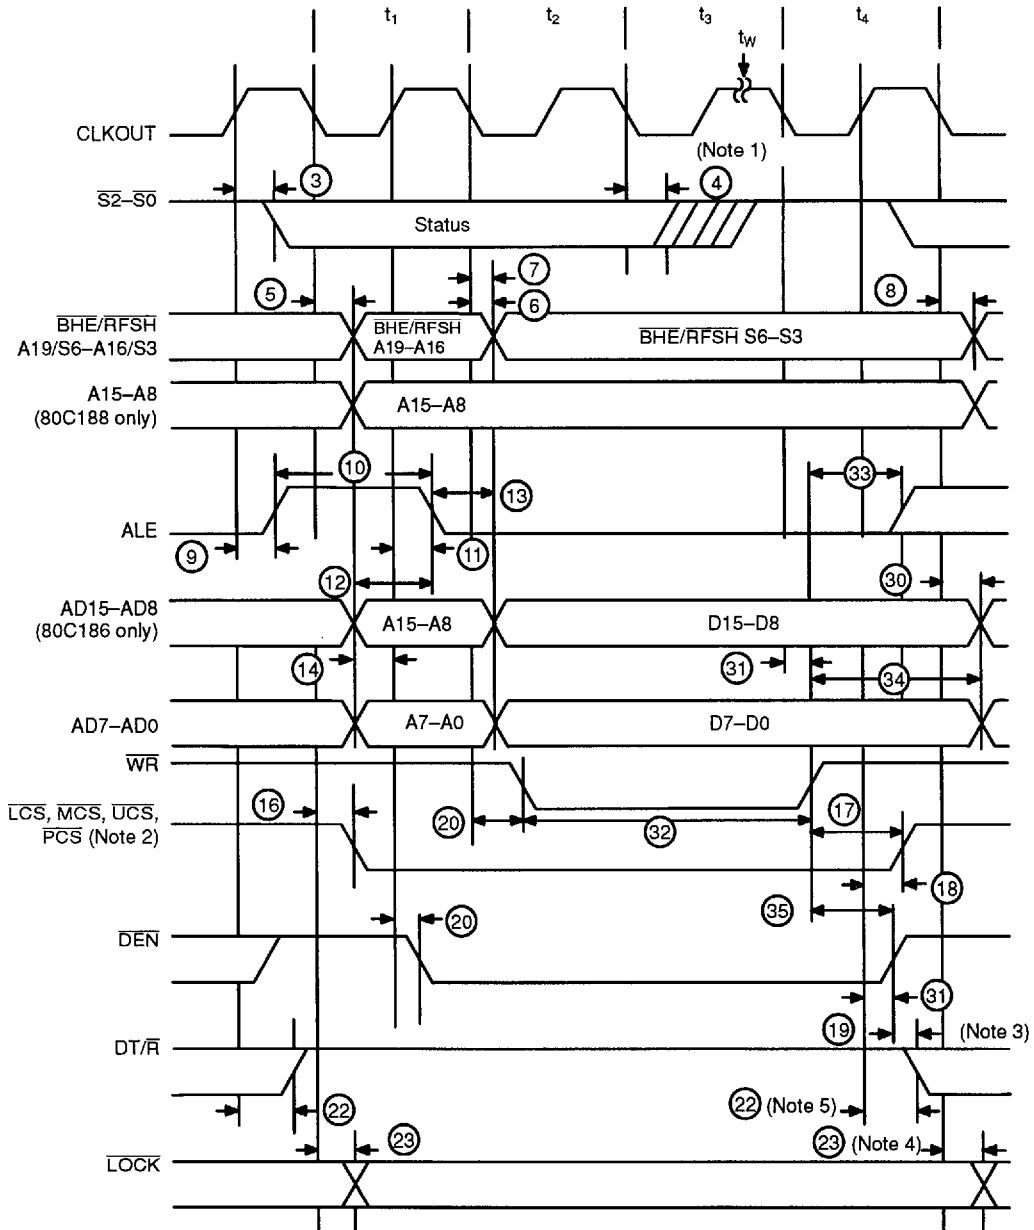 t1 t2 t3 t4
tW
CLKOUT
(Note 1)
3 4
S2–S0
Status
7
5 6 8
BHE/RFSH
A19/S6–A16/S3
BHE/RFSH
A19–A16
BHE/RFSH S6–S3
A15–A8
(80C188 only)
A15–A8
10 33
13
ALE
9 11
12 30
AD15–AD8
(80C186 only)
A15–A8
D15–D8
14 31 34
AD7–AD0
A7–A0
D7–D0
WR
LCS, MCS, UCS,
PCS (Note 2)
16 20 32 17
18
20 35
DEN
31
19 (Note 3)
DT/R
22 22 (Note 5)
23 23 (Note 4)
LOCK